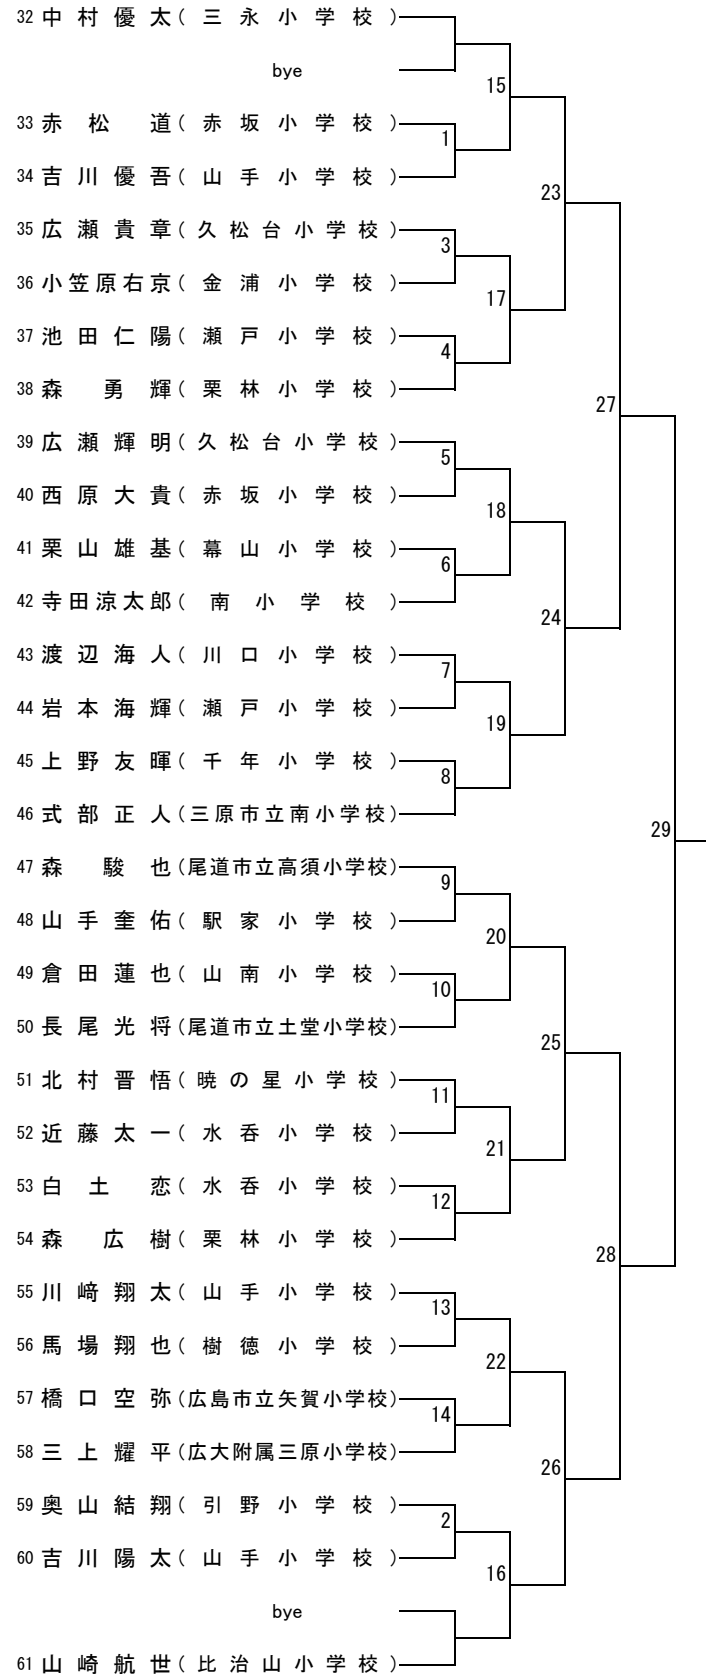 32 中村優太(三永小学校)
bye
15
33 赤松道(赤坂小学校)
1
34 吉川優吾(山手小学校)
23
35 広瀬貴章(久松台小学校)
3
36 小笠原右京(金浦小学校)
17
37 池田仁陽(瀬戸小学校)
4
38 森勇輝(栗林小学校)
27
39 広瀬輝明(久松台小学校)
5
40 西原大貴(赤坂小学校)
18
41 栗山雄基(幕山小学校)
6
42 寺田涼太郎(南小学校)
24
43 渡辺海人(川口小学校)
7
44 岩本海輝(瀬戸小学校)
19
45 上野友暉(千年小学校)
8
46 式部正人(三原市立南小学校)
29
47 森駿也(尾道市立高須小学校)
9
48 山手奎佑(駅家小学校)
20
49 倉田蓮也(山南小学校)
10
50 長尾光将(尾道市立土堂小学校)
25
51 北村晋悟(暁の星小学校)
11
52 近藤太一(水呑小学校)
21
53 白土恋(水呑小学校)
12
54 森広樹(栗林小学校)
28
55 川﨑翔太(山手小学校)
13
56 馬場翔也(樹徳小学校)
22
57 橋口空弥(広島市立矢賀小学校)
14
58 三上耀平(広大附属三原小学校)
26
59 奥山結翔(引野小学校)
2
60 吉川陽太(山手小学校)
16
bye
61 山崎航世(比治山小学校)